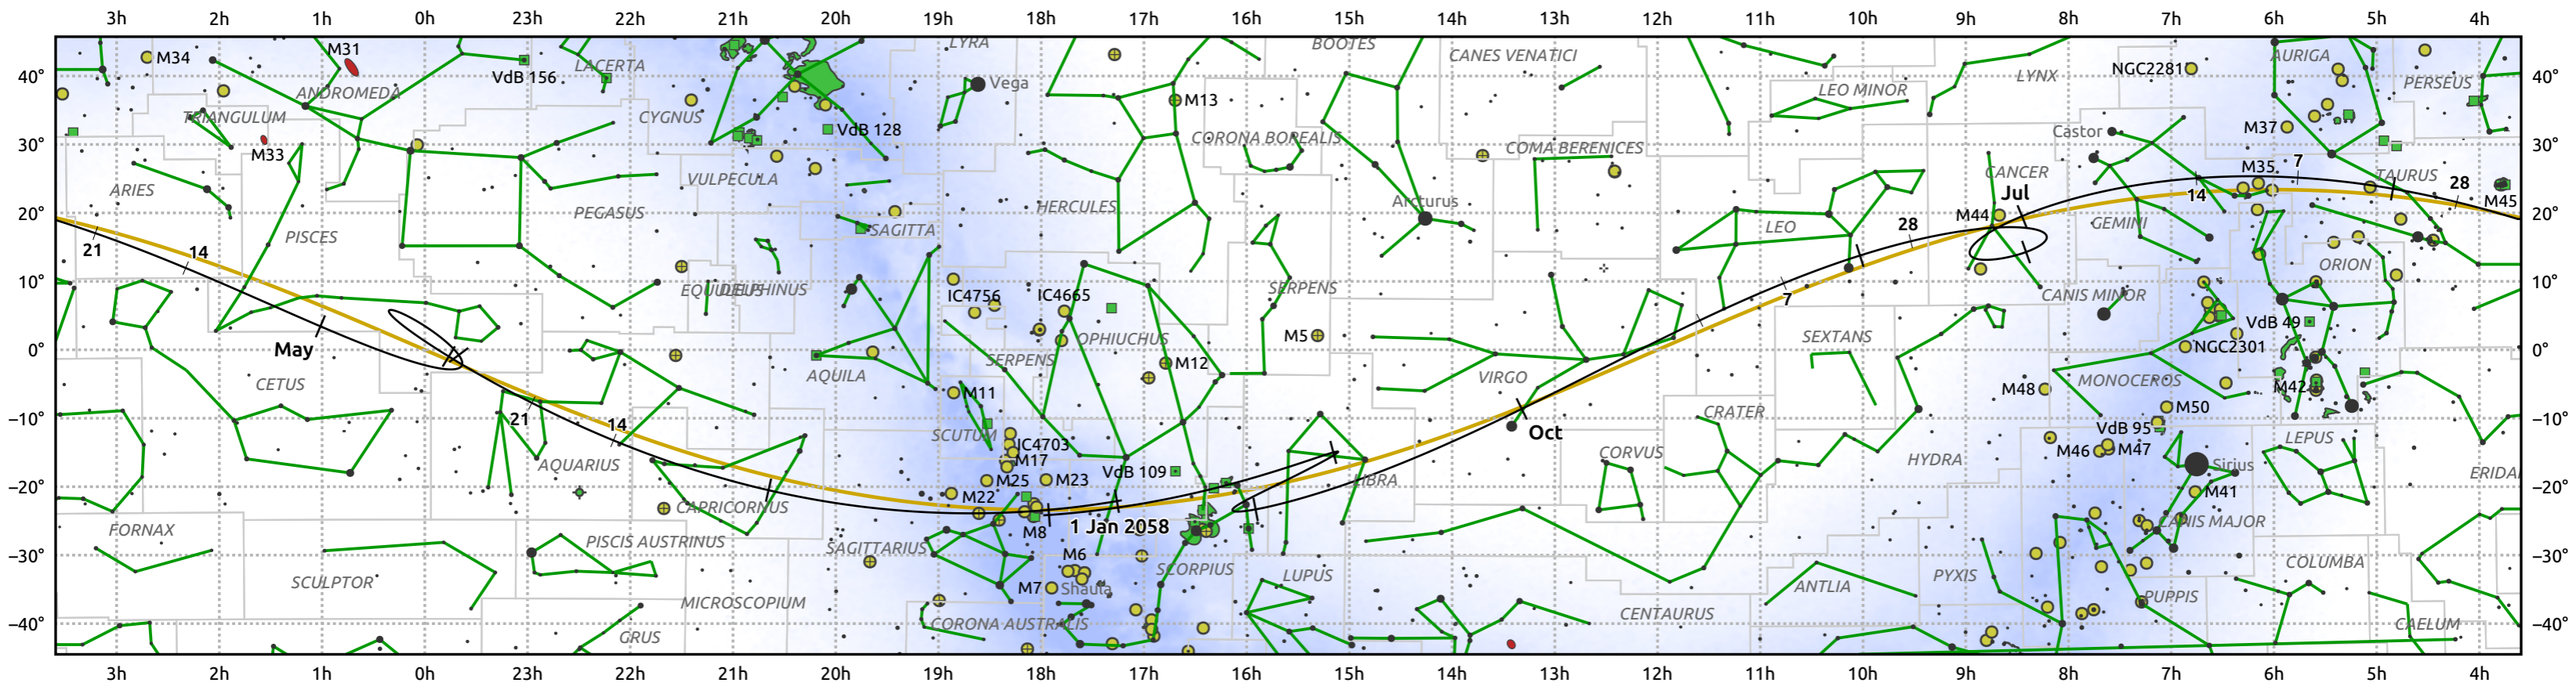 3h 2h 1h 0h 23h 22h 21h 20h 19h 18h 17h 16h 15h 14h 13h 12h 11h 10h 9h 8h 7h 6h 5h 4h
M31 LYRA BOOTES CANES VENATICI AURIGA
M34 LACERTA NGC2281
40° VdB 156 Vega LYNX PERSEUS 40°
ANDROMEDA M13 LEO MINOR
TRIANGULUM CYGNUS VdB 128 CORONA BOREALIS Castor M37
30° M33 COMA BERENICES 30°
ARIES VULPECULA CANCER M35 7 TAURUS
20° PEGASUS SAGITTA HERCULES Arcturus Jul 14 28 M45 20°
PISCES M44 GEMINI
21 14 LEO 28
10° EQUULEUS DELPHINUS SERPENS ORION 10°
IC4756 IC4665 7 CANIS MINOR
May OPHIUCHUS M5 SEXTANS VdB 49
0° SERPENS M12 NGC2301 0°
CETUS AQUILA VIRGO MONOCEROS
M11 M48 M42
−10° 21 14 SCUTUM Oct CRATER M50 −10°
IC4703 VdB 95 LEPUS
AQUARIUS M17 VdB 109 CORVUS HYDRA M46 M47 Sirius ERIDA
−20° M25 M23 LIBRA −20°
M22 M41
FORNAX CAPRICORNUS 1 Jan 2058 CANIS MAJOR
M8
−30° PISCIS AUSTRINUS SAGITTARIUS M6 −30°
SCULPTOR SCORPIUS LUPUS ANTLIA PYXIS COLUMBA
M7 Shaula
MICROSCOPIUM CENTAURUS PUPPIS
−40° GRUS CORONA AUSTRALIS CAELUM −40°
3h 2h 1h 0h 23h 22h 21h 20h 19h 18h 17h 16h 15h 14h 13h 12h 11h 10h 9h 8h 7h 6h 5h 4h